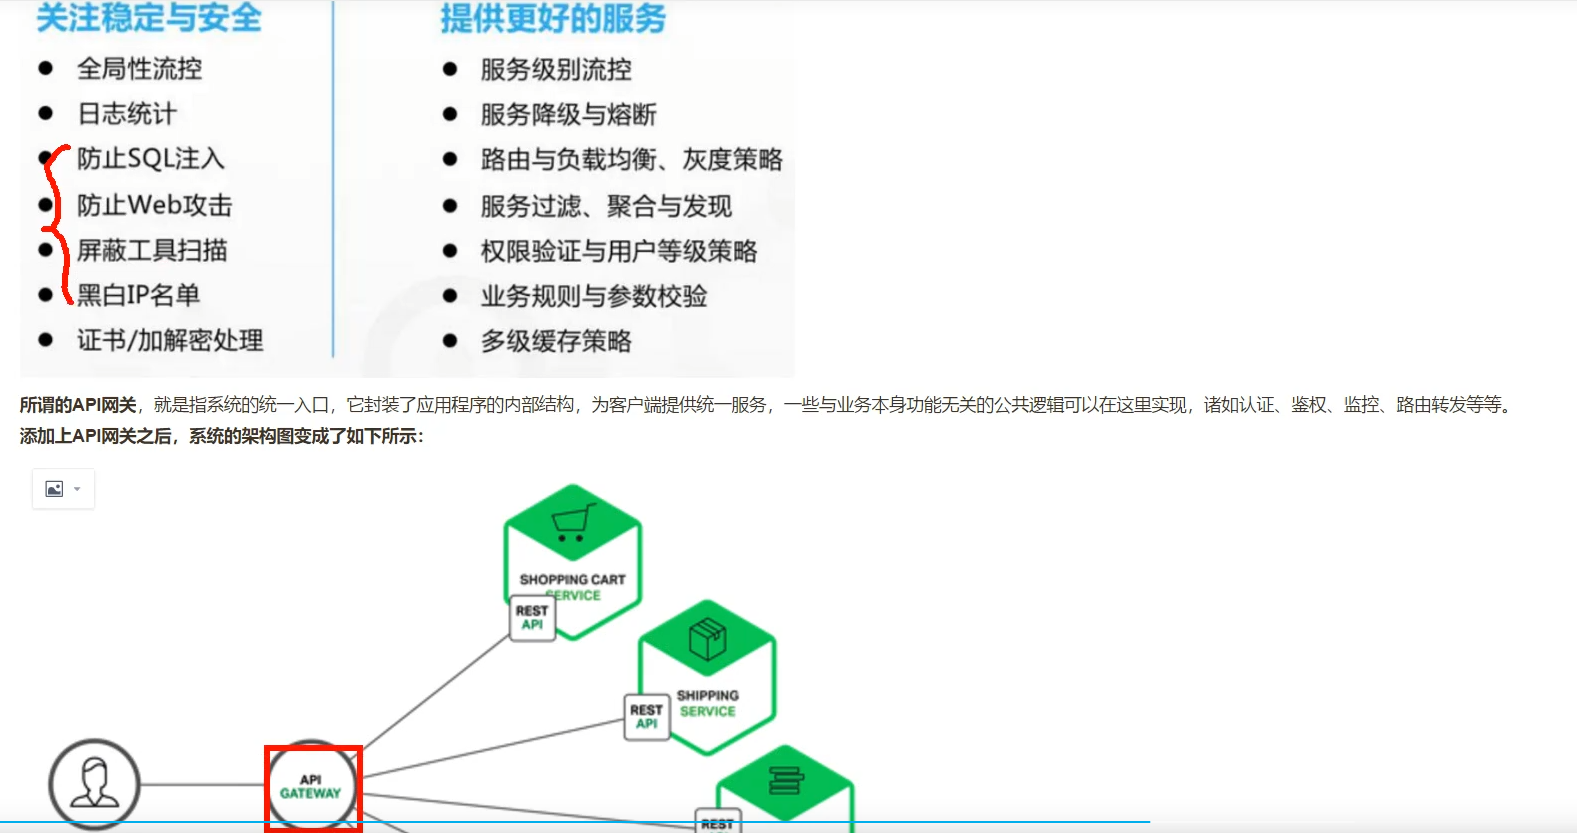 关注稳定与安全
全局性流控
日志统计
防止SQL注入
防止Web攻击
屏蔽工具扫描
黑白IP名单
证书/加解密处理
提供更好的服务
服务级别流控
服务降级与熔断
路由与负载均衡、灰度策略
服务过滤、聚合与发现
权限验证与用户等级策略
业务规则与参数校验
多级缓存策略
所谓的API网关，就是指系统的统一入口，它封装了应用程序的内部结构，为客户端提供统一服务，一些与业务本身功能无关的公共逻辑可以在这里实现，诸如认证、鉴权、监控、路由转发等等。
添加上API网关之后，系统的架构图变成了如下所示：
SHOPPING CART
SERVICE
REST
API
SHIPPING
SERVICE
REST
API
API
GATEWAY
REST